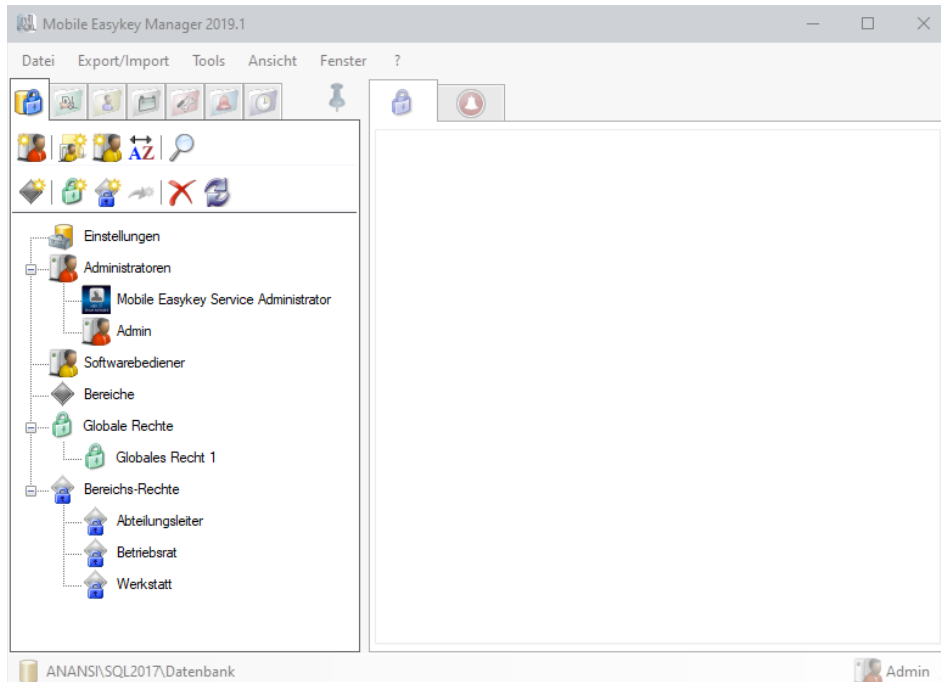 Mobile Easykey Manager 2019.1
Datei Export/Import Tools Ansicht Fenster ?
AZ
Einstellungen
Administratoren
Mobile Easykey Service Administrator
Admin
Softwarebediener
Bereiche
Globale Rechte
Globales Recht 1
Bereichs-Rechte
Abteilungsleiter
Betriebsrat
Werkstatt
ANANSI\SQL2017\Datenbank Admin